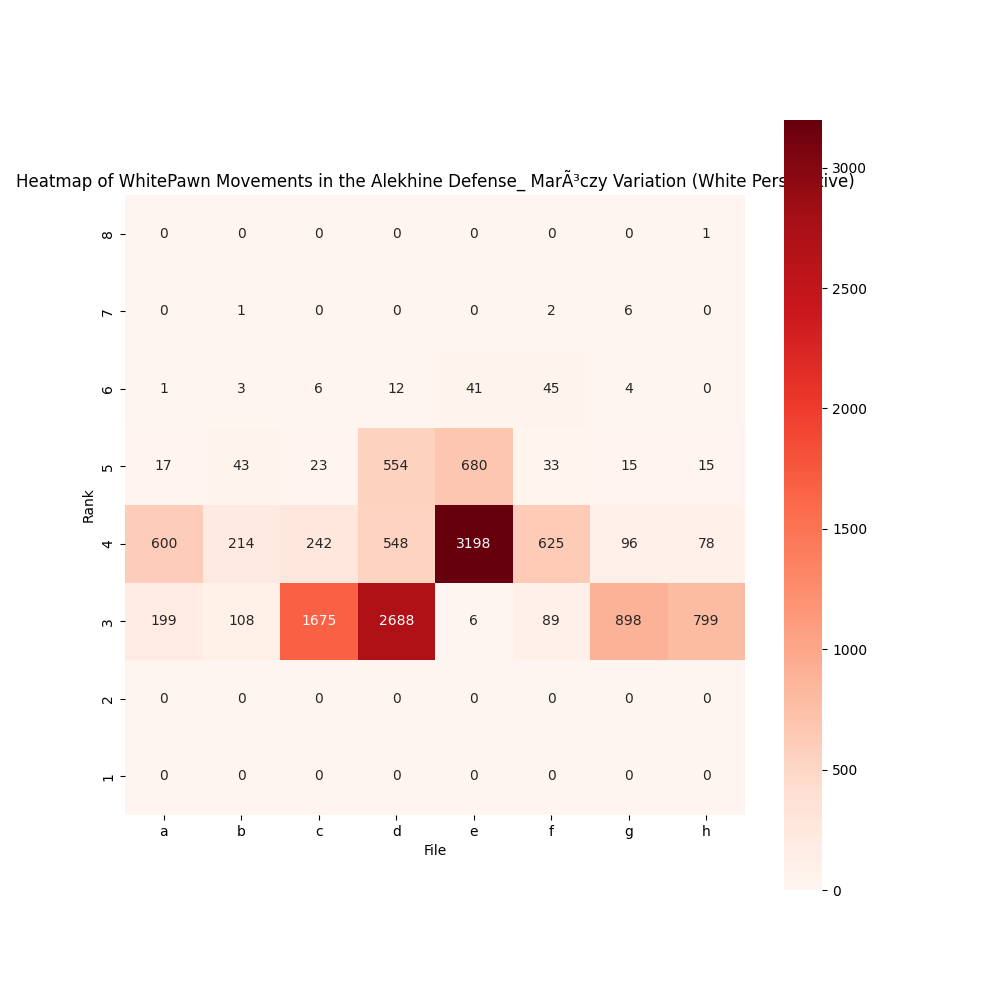 Heatmap of WhitePawn Movements in the Alekhine Defense_ MarÃ³czy Variation (White Perspective)
3000
8 0 0 0 0 0 0 0 1
2500
7 0 1 0 0 0 2 6 0
6 1 3 6 12 41 45 4 0
2000
5 17 43 23 554 680 33 15 15
Rank
1500
4 600 214 242 548 3198 625 96 78
3 199 108 1675 2688 6 89 898 799
1000
2 0 0 0 0 0 0 0 0
500
1 0 0 0 0 0 0 0 0
a b c d e f g h
File
0